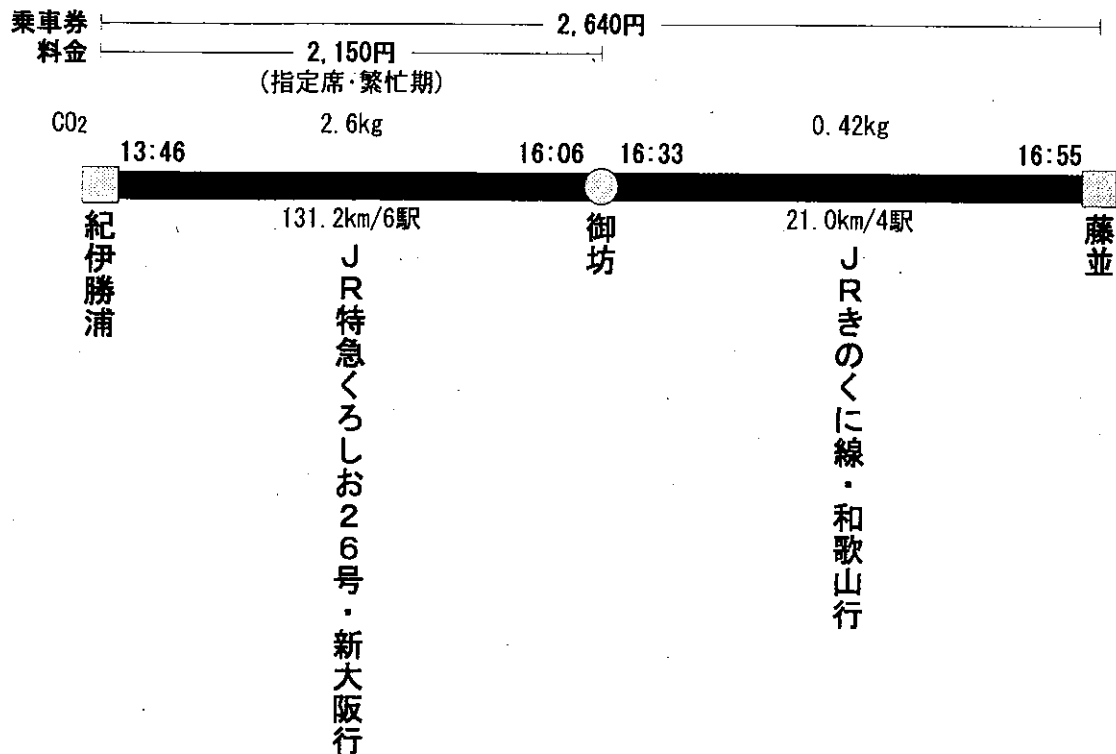 乗車券 2,640円
料金 2,150円
(指定席・繁忙期)
CO2 2.6kg 0.42kg
13:46 16:06 16:33 16:55
131.2km/6駅 21.0km/4駅
紀伊勝浦
JR特急くろしお26号・新大阪行
御坊
JRきのくに線・和歌山行
藤並